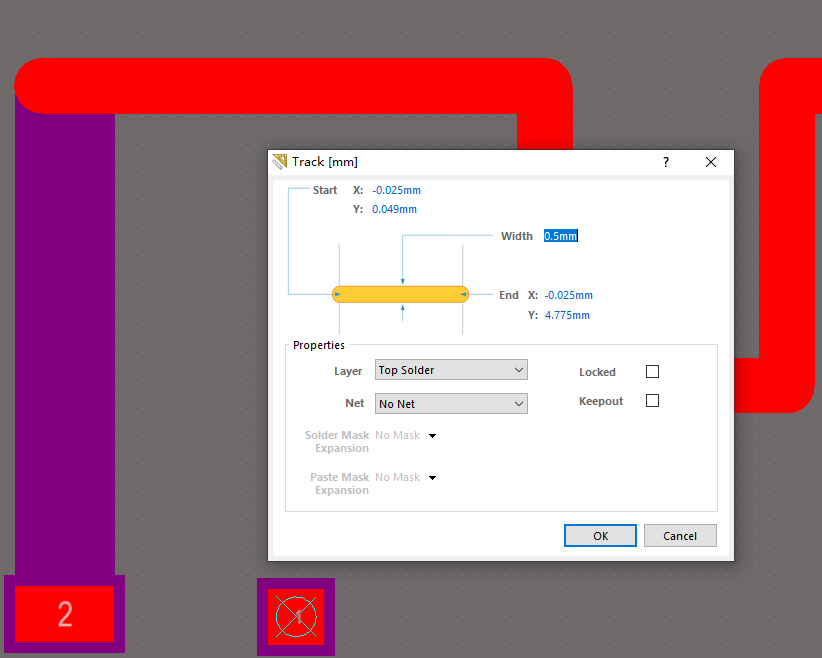 Track [mm]
?
Start X: -0.025mm
Y: 0.049mm
Width 0.5mm
End X: -0.025mm
Y: 4.775mm
Properties
Layer Top Solder
Locked
Net No Net
Keepout
Solder Mask Expansion No Mask
Paste Mask Expansion No Mask
OK Cancel
2
1